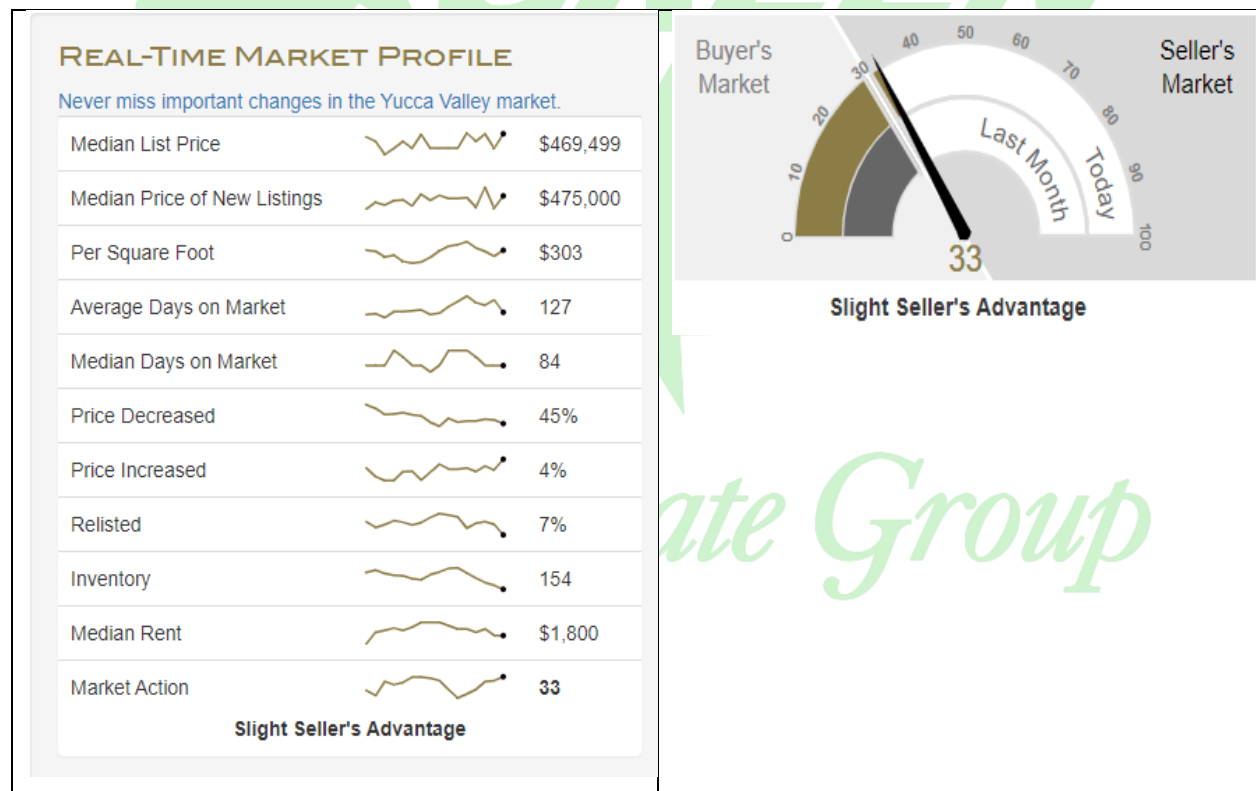 REAL-TIME MARKET PROFILE
Never miss important changes in the Yucca Valley market.
Median List Price $469,499
Median Price of New Listings $475,000
Per Square Foot $303
Average Days on Market 127
Median Days on Market 84
Price Decreased 45%
Price Increased 4%
Relisted 7%
Inventory 154
Median Rent $1,800
Market Action 33
Slight Seller's Advantage
Buyer's
Market
Seller's
Market
0
10
20
30
40
50
60
70
80
90
100
Last Month
Today
33
Slight Seller's Advantage
ate Group